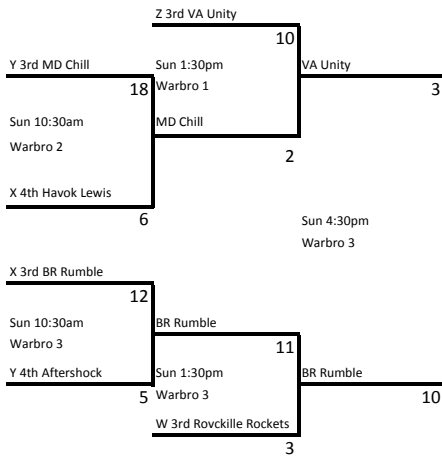 Z 3rd VA Unity
10
Y 3rd MD Chill
Sun 1:30pm
VA Unity
18
Warbro 1
3
Sun 10:30am
MD Chill
Warbro 2
2
X 4th Havok Lewis
6
Sun 4:30pm
Warbro 3
X 3rd BR Rumble
12
Sun 10:30am
BR Rumble
Warbro 3
11
Y 4th Aftershock
Sun 1:30pm
BR Rumble
5
Warbro 3
10
W 3rd Rovckille Rockets
3